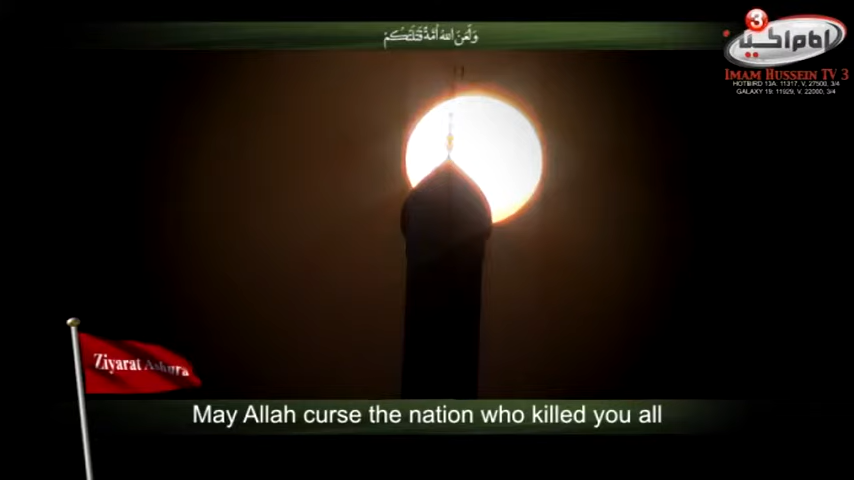 وَلَعَنَ اللهُ أُمَّةً قَتَلَتْكُمْ
3
IMAM HUSSEIN TV 3
HOTBIRD 13A: 11317, V, 27500, 3/4
GALAXY 19: 11929, V, 22000, 3/4
Ziyarat Ashura
May Allah curse the nation who killed you all